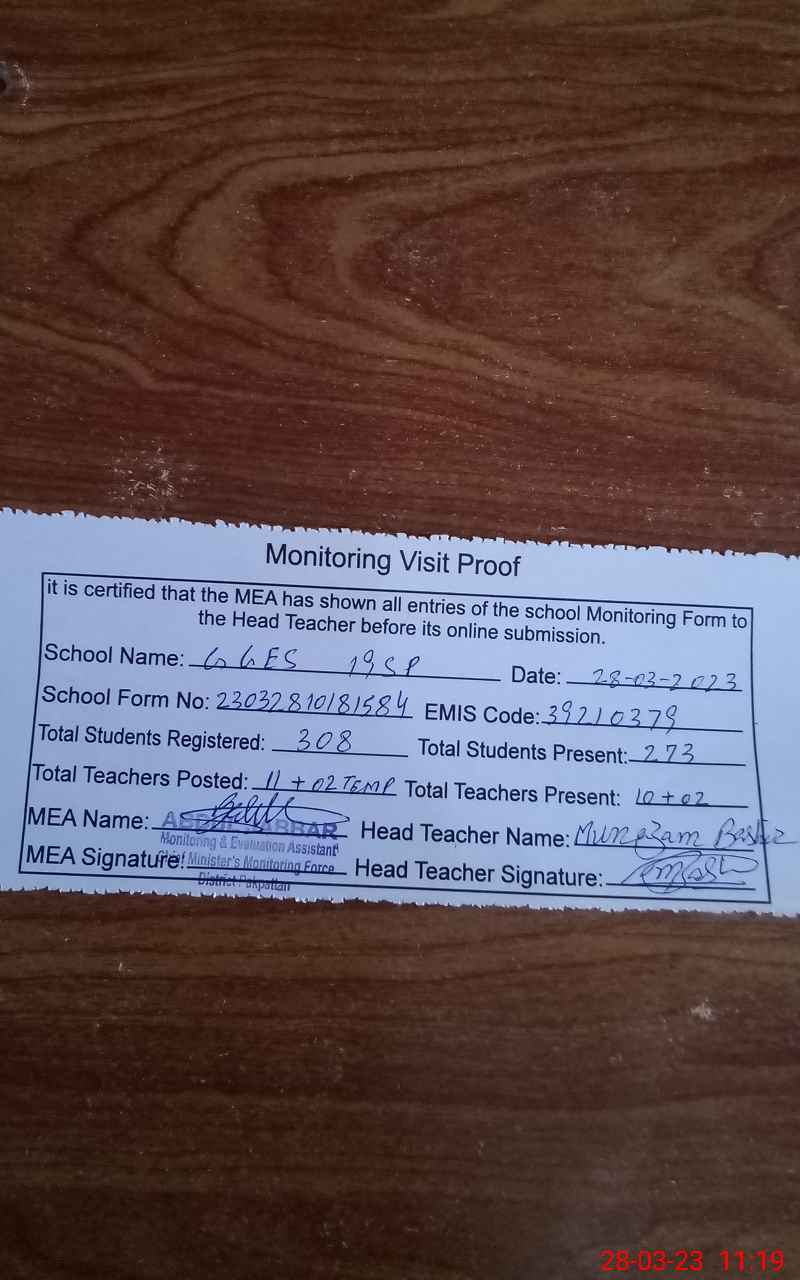 Monitoring Visit Proof
it is certified that the MEA has shown all entries of the school Monitoring Form to
the Head Teacher before its online submission.
School Name: GGES 19SP Date: 28-03-2023
School Form No: 23032810181584 EMIS Code: 39210379
Total Students Registered: 308 Total Students Present: 273
Total Teachers Posted: 11 + 02 TEMP Total Teachers Present: 10 + 02
MEA Name: Head Teacher Name: Munazam Bashir
Monitoring & Evaluation Assistant
MEA Signature: Chief Minister's Monitoring Force Head Teacher Signature:
District Pakpattan
28-03-23 11:19